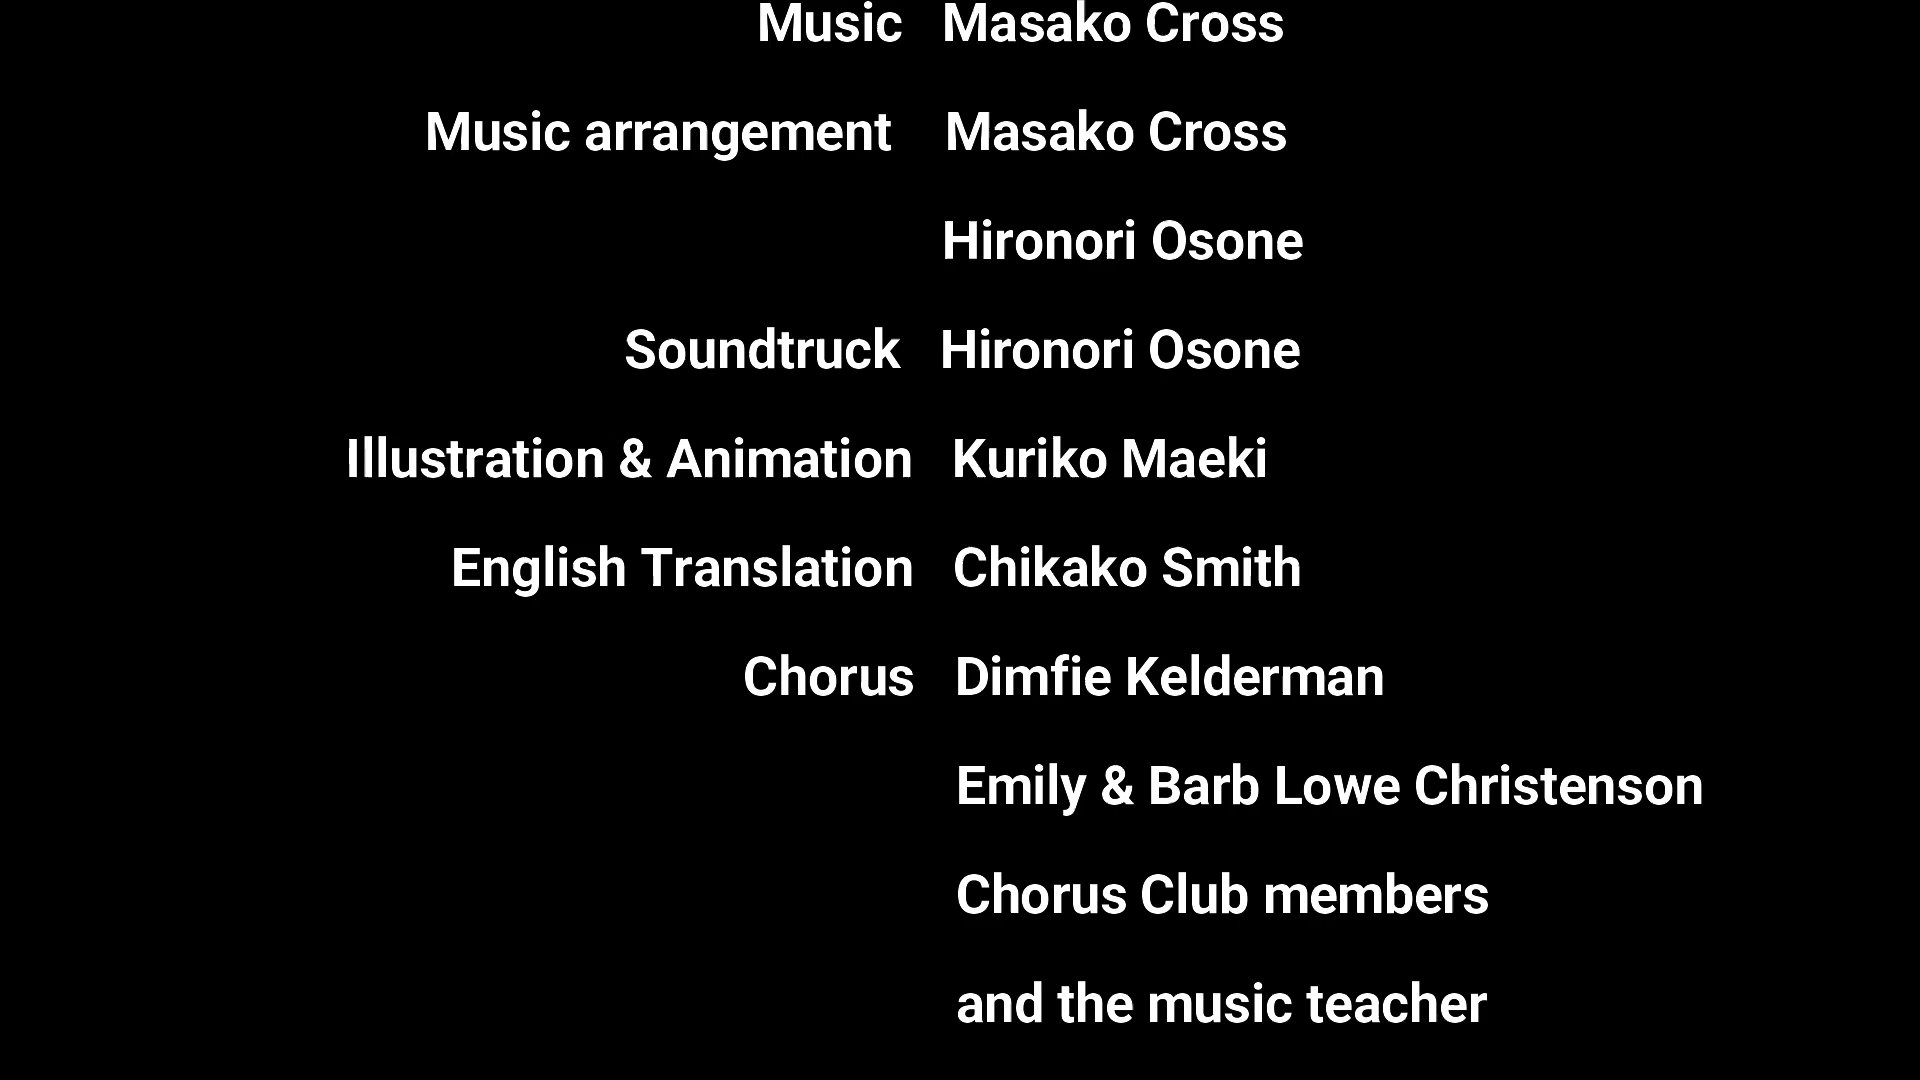 Music Masako Cross
Music arrangement Masako Cross
Hironori Osone
Soundtruck Hironori Osone
Illustration & Animation Kuriko Maeki
English Translation Chikako Smith
Chorus Dimfie Kelderman
Emily & Barb Lowe Christenson
Chorus Club members
and the music teacher